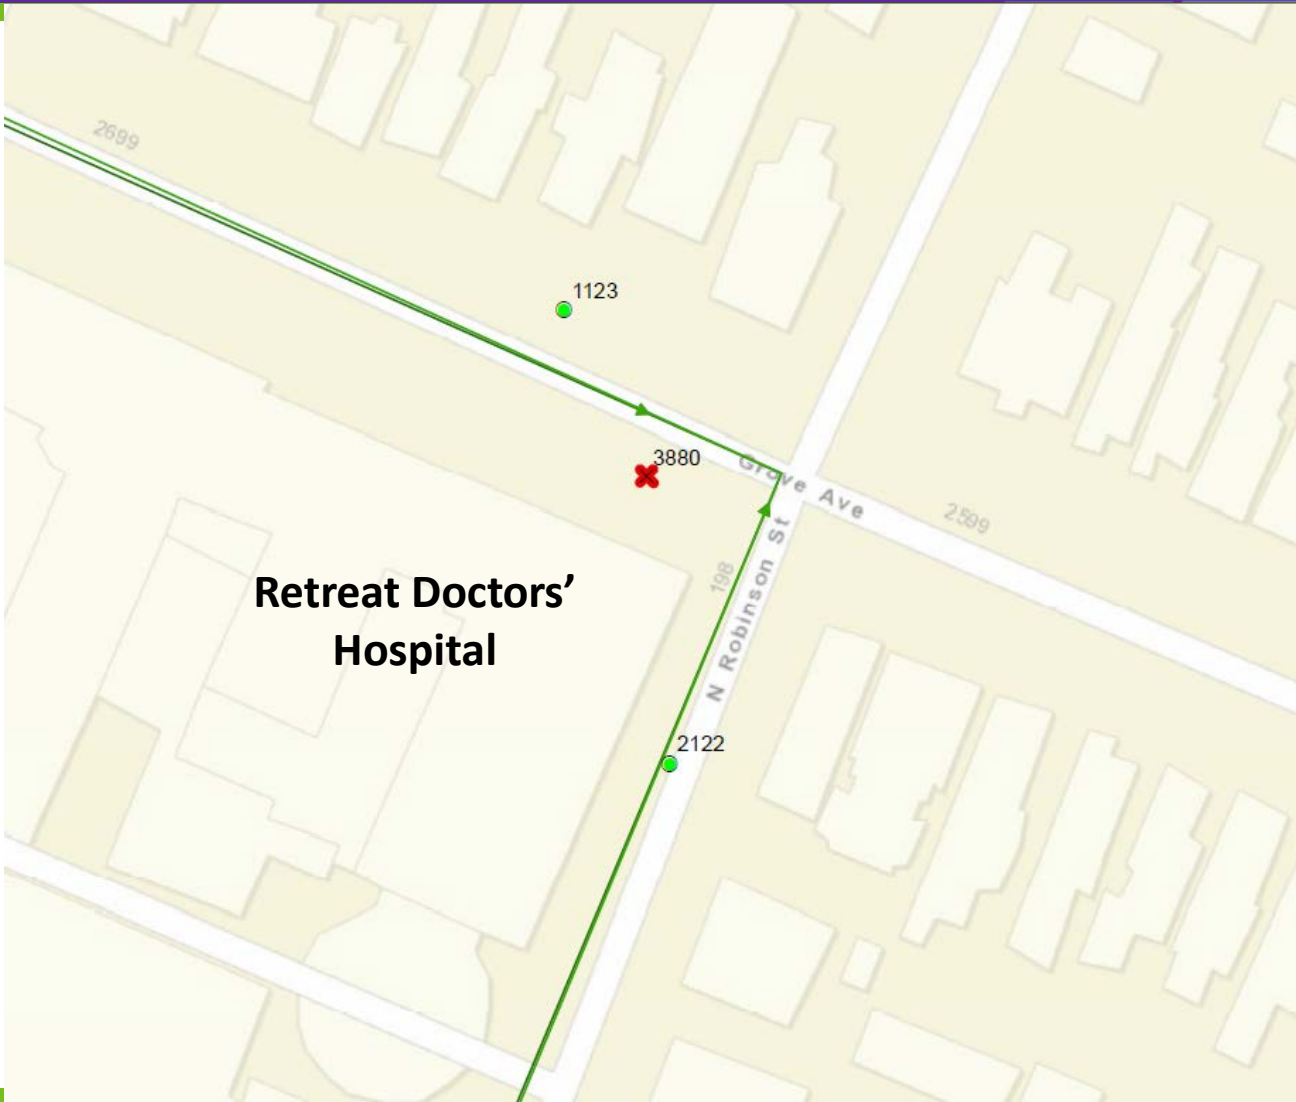 2699
1123
3880
Grove Ave
2599
198
N Robinson St
Retreat Doctors’
Hospital
2122